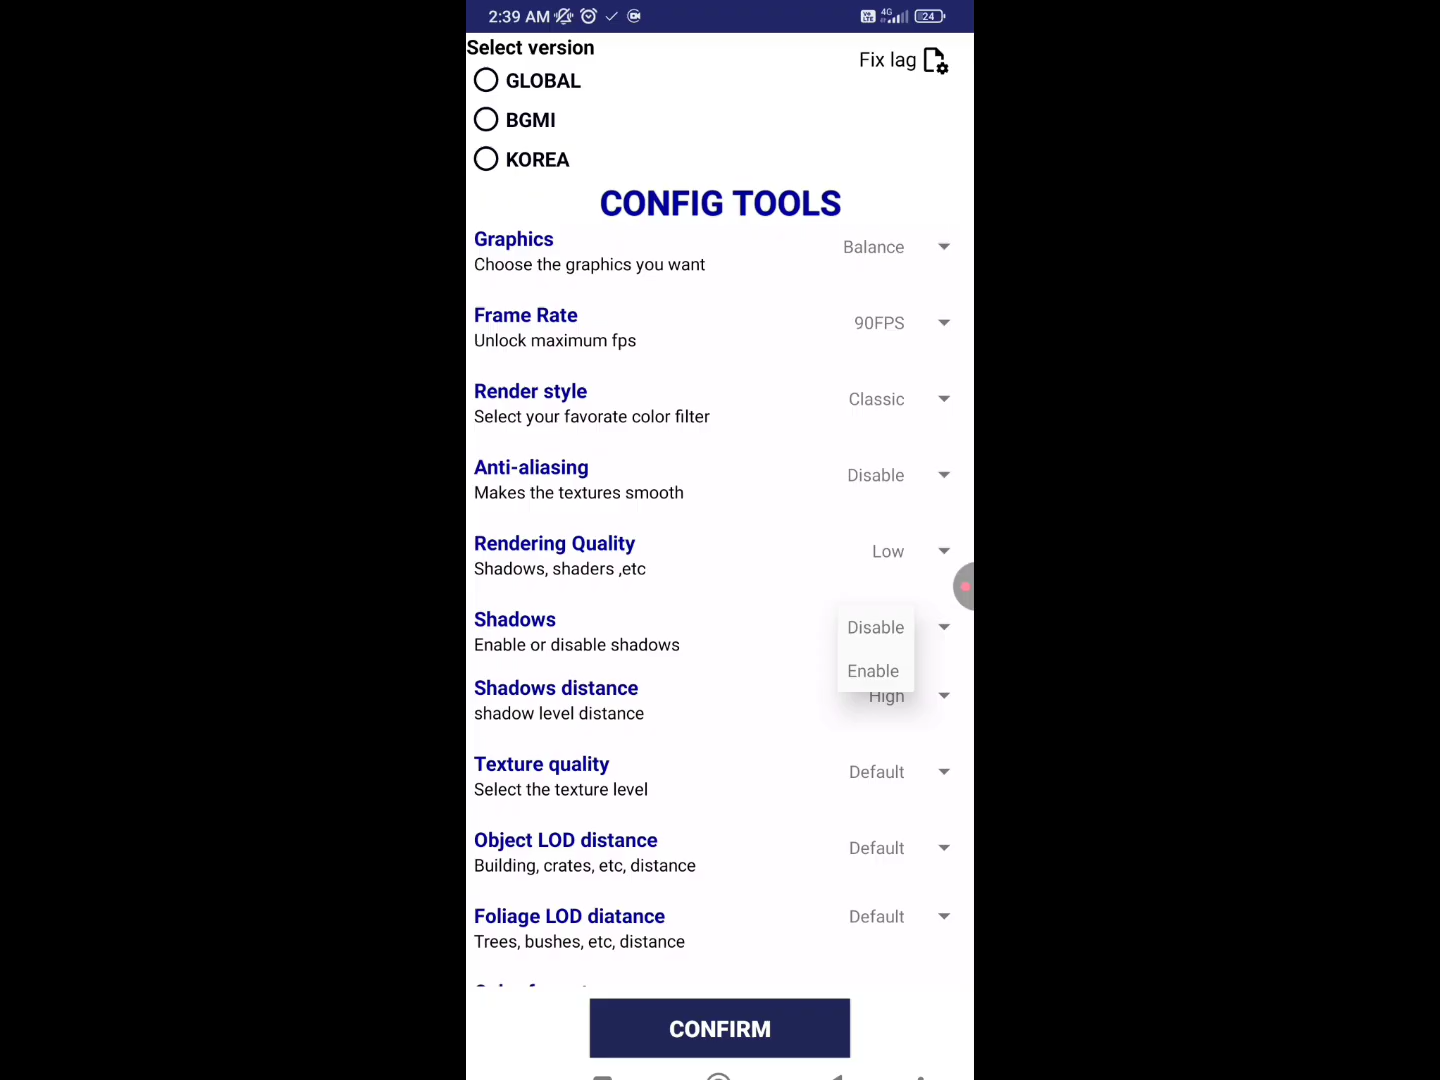 2:39 AM
4G
24
Select version
Fix lag
GLOBAL
BGMI
KOREA
CONFIG TOOLS
Graphics
Balance
Choose the graphics you want
Frame Rate
90FPS
Unlock maximum fps
Render style
Classic
Select your favorate color filter
Anti-aliasing
Disable
Makes the textures smooth
Rendering Quality
Low
Shadows, shaders ,etc
Shadows
Disable
Enable or disable shadows
Enable
Shadows distance
High
shadow level distance
Texture quality
Default
Select the texture level
Object LOD distance
Default
Building, crates, etc, distance
Foliage LOD diatance
Default
Trees, bushes, etc, distance
CONFIRM